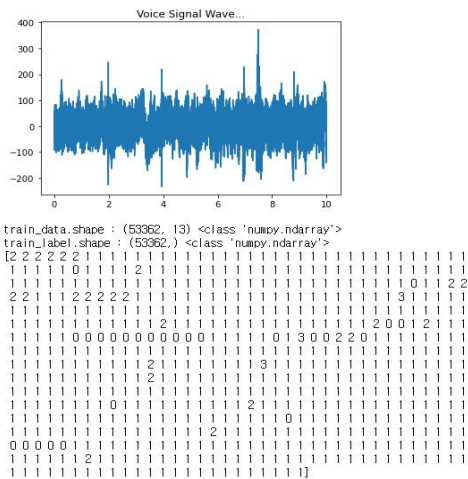 Voice Signal Wave...
400
300
200
100
0
−100
−200
0 2 4 6 8 10
train_data.shape : (53362, 13) <class 'numpy.ndarray'>
train_label.shape : (53362,) <class 'numpy.ndarray'>
[2 2 2 2 2 2 1 1 1 1 1 1 1 1 1 1 1 1 1 1 1 1 1 1 1 1 1 1 1 1 1 1 1 1 1 1 1
1 1 1 1 1 0 1 1 1 1 2 1 1 1 1 1 1 1 1 1 1 1 1 1 1 1 1 1 1 1 1 1 1 1 1 1 1
1 1 1 1 1 1 1 1 1 1 1 1 1 1 1 1 1 1 1 1 1 1 1 1 1 1 1 1 1 1 1 1 0 1 1 2 2
2 2 1 1 1 2 2 2 2 2 1 1 1 1 1 1 1 1 1 1 1 1 1 1 1 1 1 1 1 1 1 3 1 1 1 1 1
1 1 1 1 1 1 1 1 1 1 1 1 1 1 1 1 1 1 1 1 1 1 1 1 1 1 1 1 1 1 1 1 1 1 1 1 1
1 1 1 1 1 1 1 1 1 1 1 1 2 1 1 1 1 1 1 1 1 1 1 1 1 1 1 1 1 2 0 0 1 2 1 1 1
1 1 1 1 1 0 0 0 0 0 0 0 0 0 0 0 1 1 1 1 1 0 1 3 0 0 2 2 0 1 1 1 1 1 1 1 1
1 1 1 1 1 1 1 1 1 1 1 1 1 1 1 1 1 1 1 1 1 1 1 1 1 1 1 1 1 1 1 1 1 1 1 1 1
1 1 1 1 1 1 1 1 1 1 1 2 1 1 1 1 1 1 1 1 3 1 1 1 1 1 1 1 1 1 1 1 1 1 1 1 1
1 1 1 1 1 1 1 1 1 1 1 2 1 1 1 1 1 1 1 1 1 1 1 1 1 1 1 1 1 1 1 1 1 1 1 1 1
1 1 1 1 1 1 1 1 1 1 1 1 1 1 1 1 1 1 1 1 1 1 1 1 1 1 1 1 1 1 1 1 1 1 1 1 1
1 1 1 1 1 1 1 1 0 1 1 1 1 1 1 1 1 1 1 2 1 1 1 1 1 1 1 1 1 1 1 1 1 1 1 1 1
1 1 1 1 1 1 1 1 1 1 1 1 1 1 1 1 1 1 1 1 1 1 0 1 1 1 1 1 1 1 1 1 1 1 1 1 1
1 1 1 1 1 1 1 1 1 1 1 1 1 1 1 1 2 1 1 1 1 1 1 1 1 1 1 1 1 1 1 1 1 1 1 1 1
0 0 0 0 0 1 1 1 1 1 1 1 1 1 1 1 1 1 1 1 1 1 1 1 1 1 1 1 1 1 1 1 1 1 1 1 1
1 1 1 1 1 1 2 1 1 1 1 1 1 1 1 1 1 1 1 1 1 1 1 1 1 1 1 1 1 1 1 1 1 1 1 1 1
1 1 1 1 1 1 1 1 1 1 1 1 1 1 1 1 1 1 1 1 1 1 1 1]